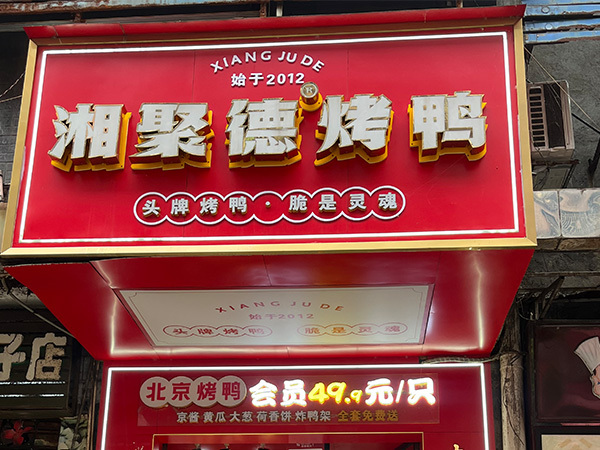 XIANG JU DE
始于2012
湘聚德烤鸭
头牌烤鸭·脆是灵魂
XIANG JU DE
始于2012
头牌烤鸭 脆是灵魂
子店
北京烤鸭 会员49.9元/只
京酱 黄瓜 大葱 荷香饼 炸鸭架 全套免费送